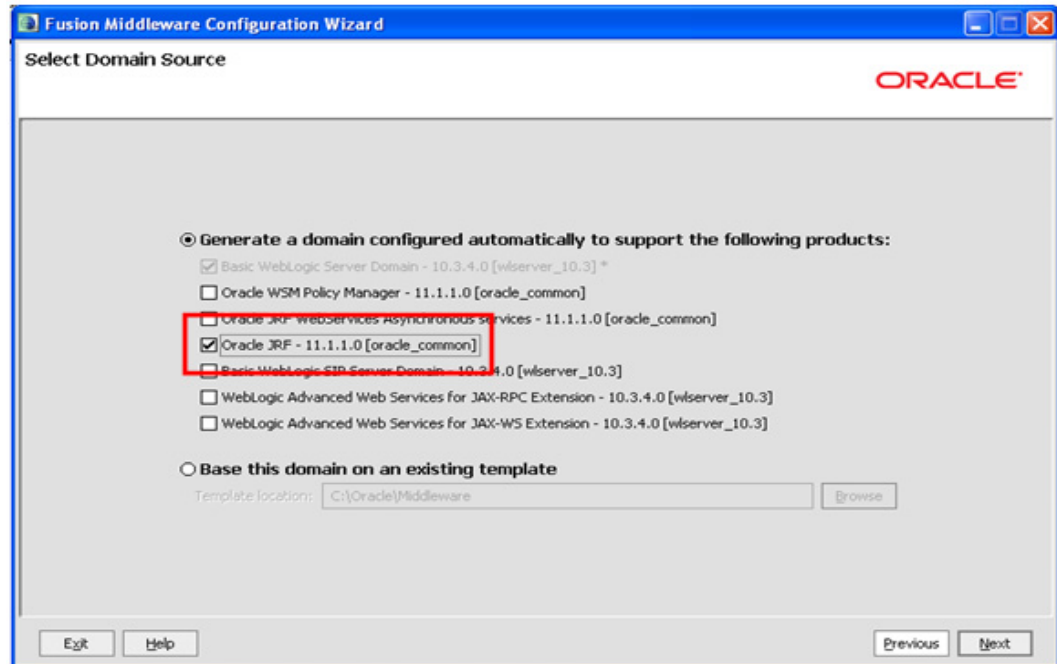 Fusion Middleware Configuration Wizard
Select Domain Source
ORACLE
Generate a domain configured automatically to support the following products:
Basic WebLogic Server Domain - 10.3.4.0 [wlserver_10.3] *
Oracle WSM Policy Manager - 11.1.1.0 [oracle_common]
Oracle JRF WebServices Asynchronous services - 11.1.1.0 [oracle_common]
Oracle JRF - 11.1.1.0 [oracle_common]
Basic WebLogic SIP Server Domain - 10.3.4.0 [wlserver_10.3]
WebLogic Advanced Web Services for JAX-RPC Extension - 10.3.4.0 [wlserver_10.3]
WebLogic Advanced Web Services for JAX-WS Extension - 10.3.4.0 [wlserver_10.3]
Base this domain on an existing template
Template location: C:\Oracle\Middleware Browse
Exit Help Previous Next